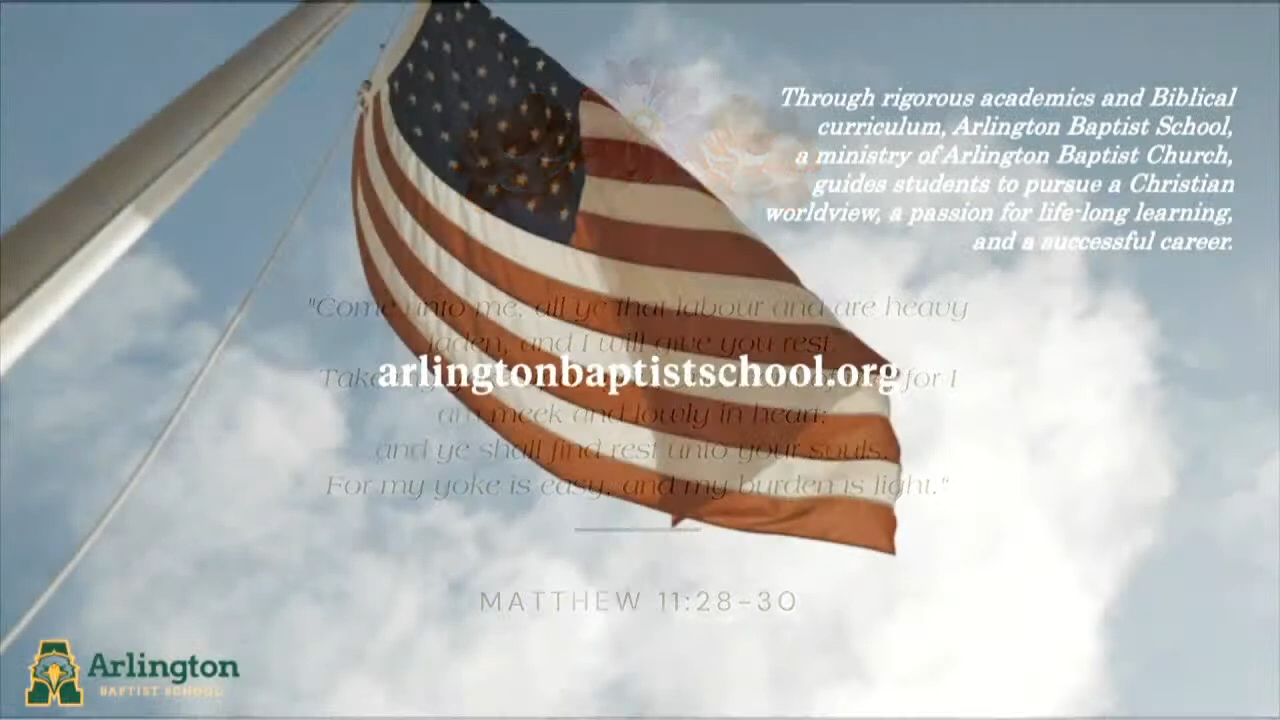 Through rigorous academics and Biblical
curriculum, Arlington Baptist School,
a ministry of Arlington Baptist Church,
guides students to pursue a Christian
worldview, a passion for life-long learning,
and a successful career.
"Come unto me, all ye that labour and are heavy
laden, and I will give you rest.
Take for I
arlingtonbaptistschool.org
am meek and lowly in heart:
and ye shall find rest unto your souls.
For my yoke is easy, and my burden is light."
MATTHEW 11:28-30
Arlington
BAPTIST SCHOOL